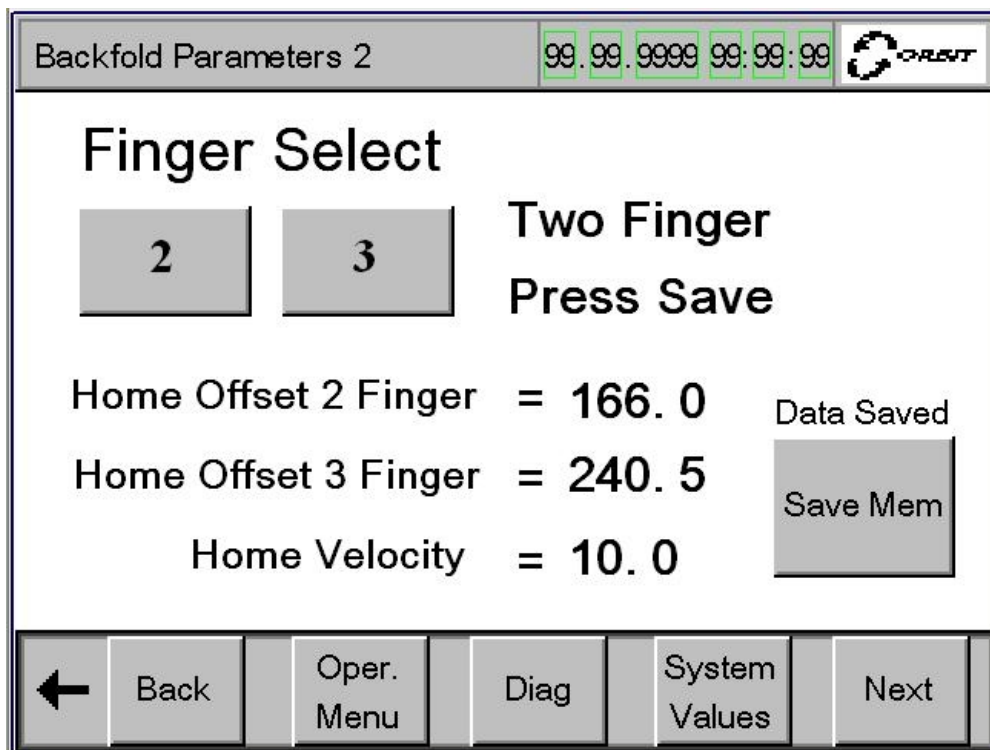 Backfold Parameters 2
99.99.9999 99:99:99
ORBIT
Finger Select
2
3
Two Finger
Press Save
Home Offset 2 Finger = 166.0
Home Offset 3 Finger = 240.5
Home Velocity = 10.0
Data Saved
Save Mem
Back
Oper.
Menu
Diag
System
Values
Next